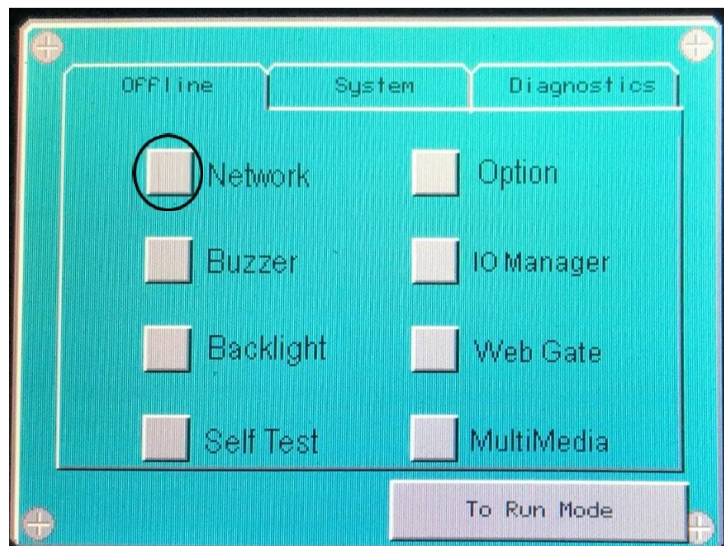 Offline System Diagnostics
Network Option
Buzzer IO Manager
Backlight Web Gate
Self Test MultiMedia
To Run Mode